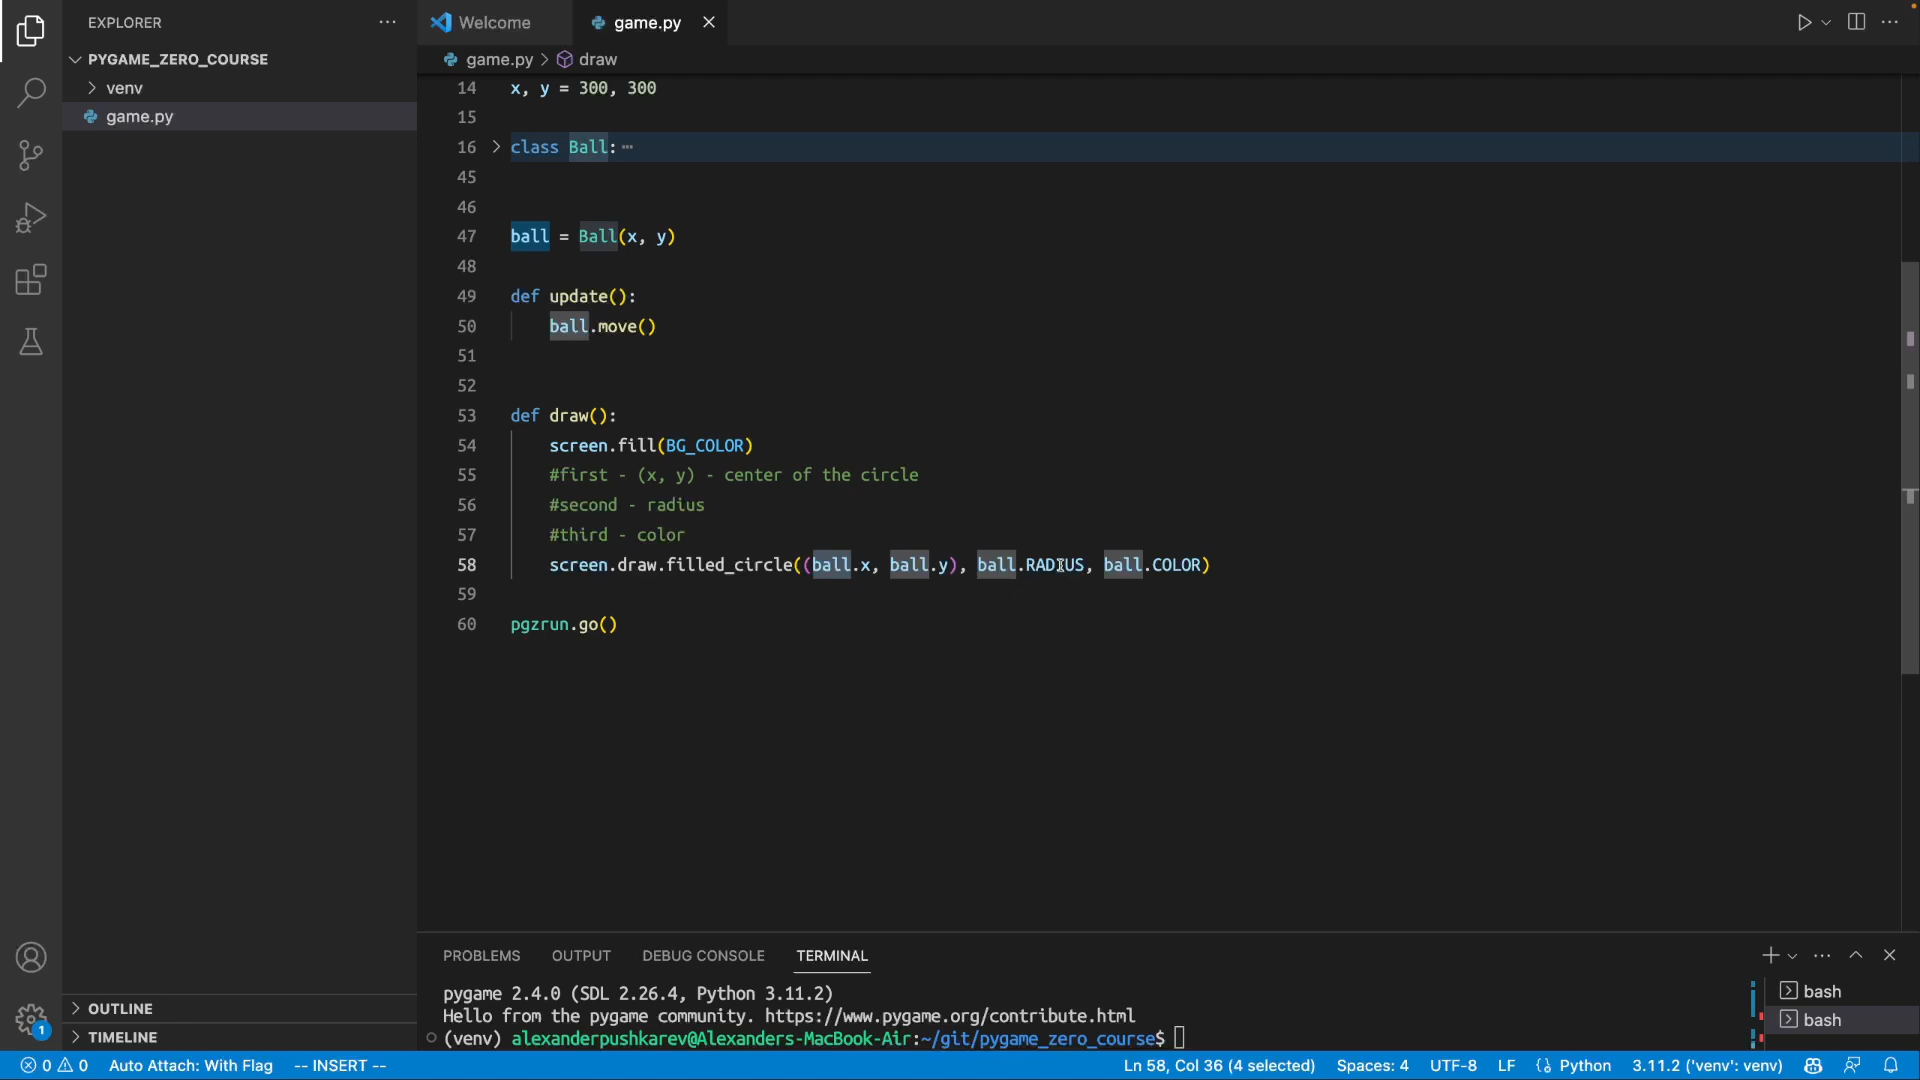 EXPLORER
Welcome
game.py
PYGAME_ZERO_COURSE
venv
game.py
game.py > draw
14 x, y = 300, 300
15
16 class Ball:
45
46
47 ball = Ball(x, y)
48
49 def update():
50 ball.move()
51
52
53 def draw():
54 screen.fill(BG_COLOR)
55 #first - (x, y) - center of the circle
56 #second - radius
57 #third - color
58 screen.draw.filled_circle((ball.x, ball.y), ball.RADIUS, ball.COLOR)
59
60 pgzrun.go()
PROBLEMS OUTPUT DEBUG CONSOLE TERMINAL
pygame 2.4.0 (SDL 2.26.4, Python 3.11.2)
Hello from the pygame community. https://www.pygame.org/contribute.html
(venv) alexanderpushkarev@Alexanders-MacBook-Air:~/git/pygame_zero_course$
bash
bash
OUTLINE
TIMELINE
1
0 0 Auto Attach: With Flag -- INSERT -- Ln 58, Col 36 (4 selected) Spaces: 4 UTF-8 LF Python 3.11.2 ('venv': venv)